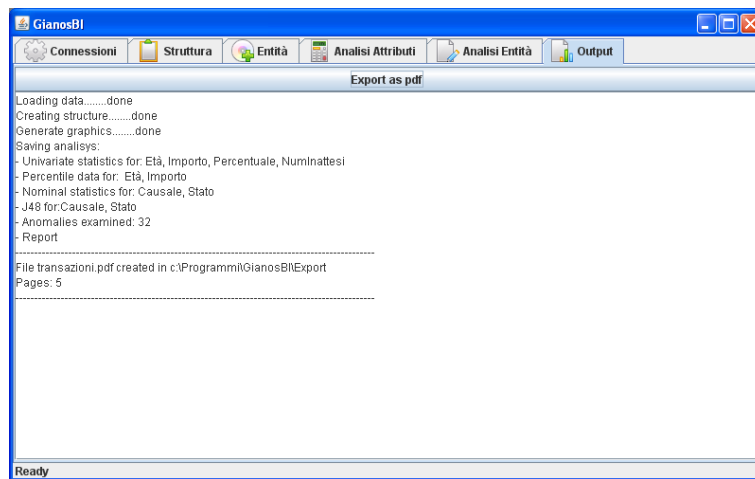 GianosBI
Connessioni Struttura Entità Analisi Attributi Analisi Entità Output
Export as pdf
Loading data.......done
Creating structure.......done
Generate graphics.......done
Saving analisys:
- Univariate statistics for: Età, Importo, Percentuale, NumInattesi
- Percentile data for:  Età, Importo
- Nominal statistics for: Causale, Stato
- J48 for:Causale, Stato
- Anomalies examined: 32
- Report
------------------------------------------------------------------------------------------
File transazioni.pdf created in c:\Programmi\GianosBI\Export
Pages: 5
------------------------------------------------------------------------------------------
Ready